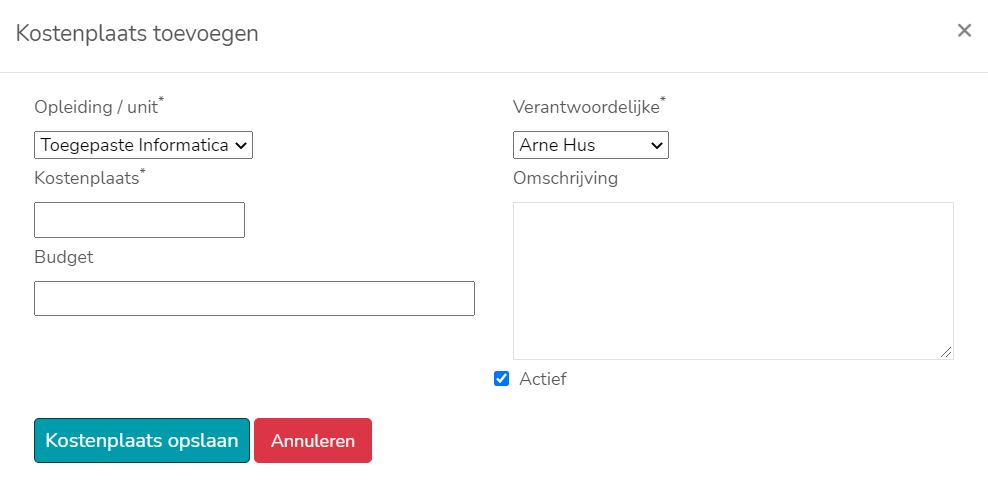 Kostenplaats toevoegen
×
Opleiding / unit*
Verantwoordelijke*
Toegepaste Informatica
Arne Hus
Kostenplaats*
Omschrijving
Budget
Actief
Kostenplaats opslaan
Annuleren